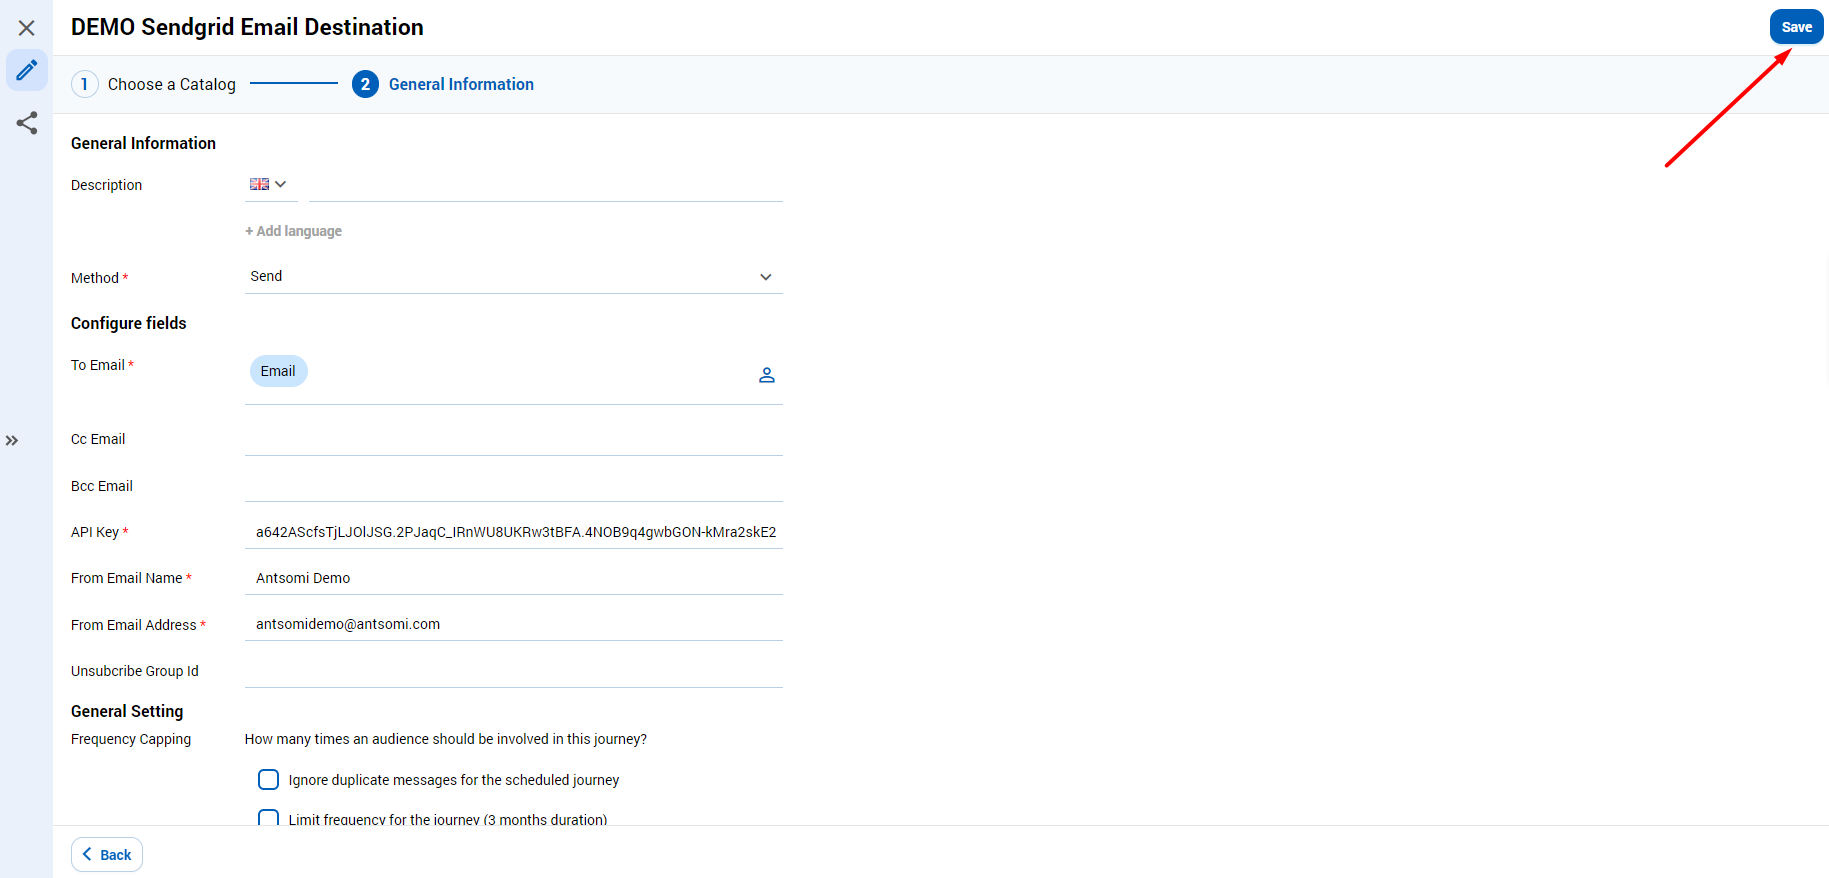 DEMO Sendgrid Email Destination
Save
1 Choose a Catalog 2 General Information
General Information
Description
+ Add language
Method * Send
Configure fields
To Email * Email
Cc Email
Bcc Email
API Key * a642AScfsTjLJOlJSG.2PJaqC_IRnWU8UKRw3tBFA.4NOB9q4gwbGON-kMra2skE2
From Email Name * Antsomi Demo
From Email Address * antsomidemo@antsomi.com
Unsubcribe Group Id
General Setting
Frequency Capping How many times an audience should be involved in this journey?
Ignore duplicate messages for the scheduled journey
Limit frequency for the journey (3 months duration)
Back